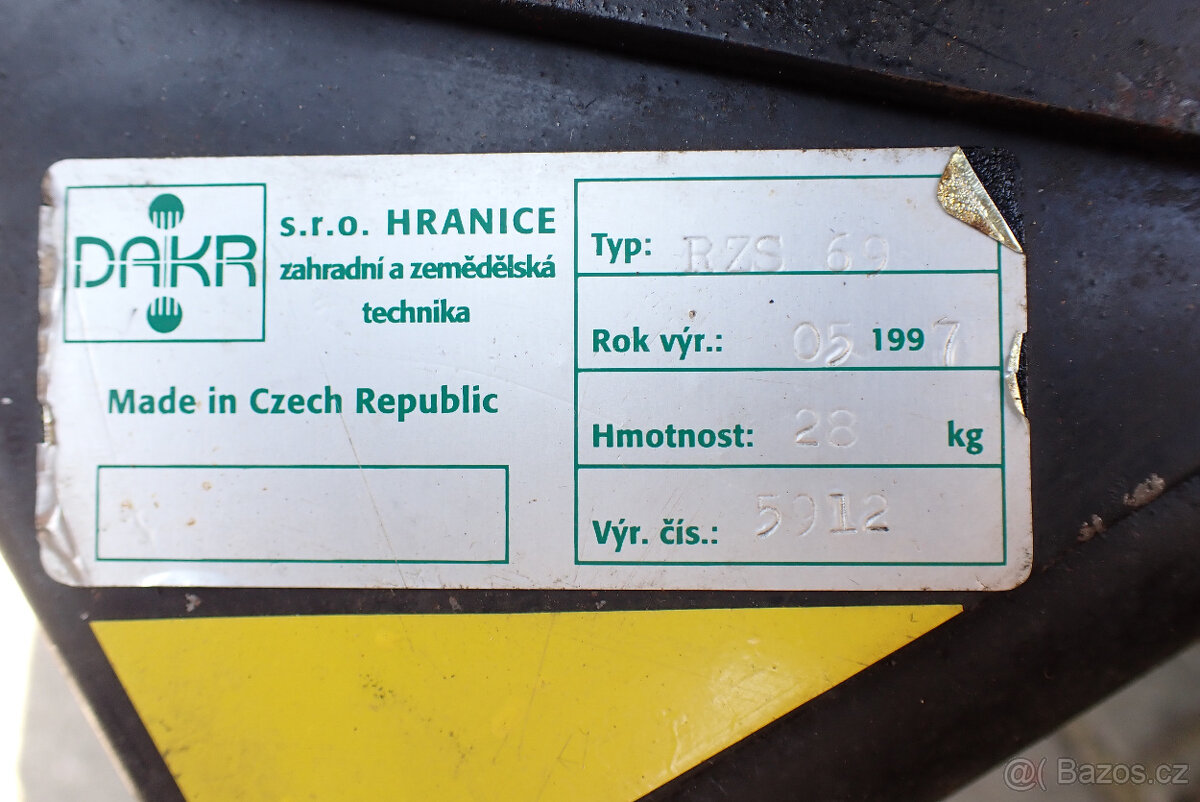 DAKR
s.r.o. HRANICE
zahradní a zemědělská
technika
Made in Czech Republic
Typ: RZS 69
Rok výr.: 05 1997
Hmotnost: 28 kg
Výr. čís.: 5912
@( Bazos.cz